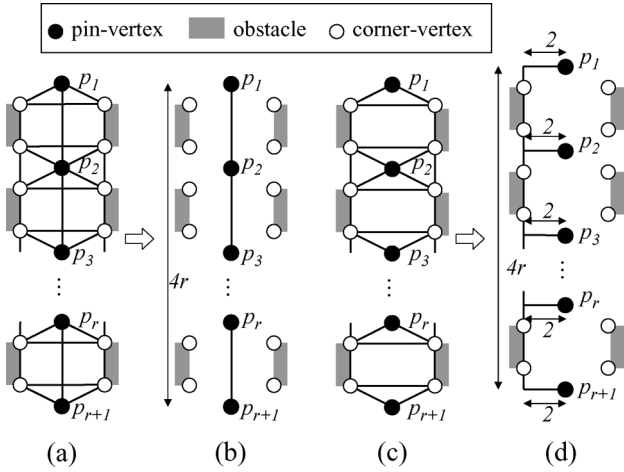 pin-vertex obstacle corner-vertex
p1 p1 p1 2 p1
p2 p2 p2 2 p2
p3 p3 p3 2 p3
... 4r ... ... 4r ...
pr pr pr pr 2
pr+1 pr+1 pr+1 2 pr+1
(a) (b) (c) (d)